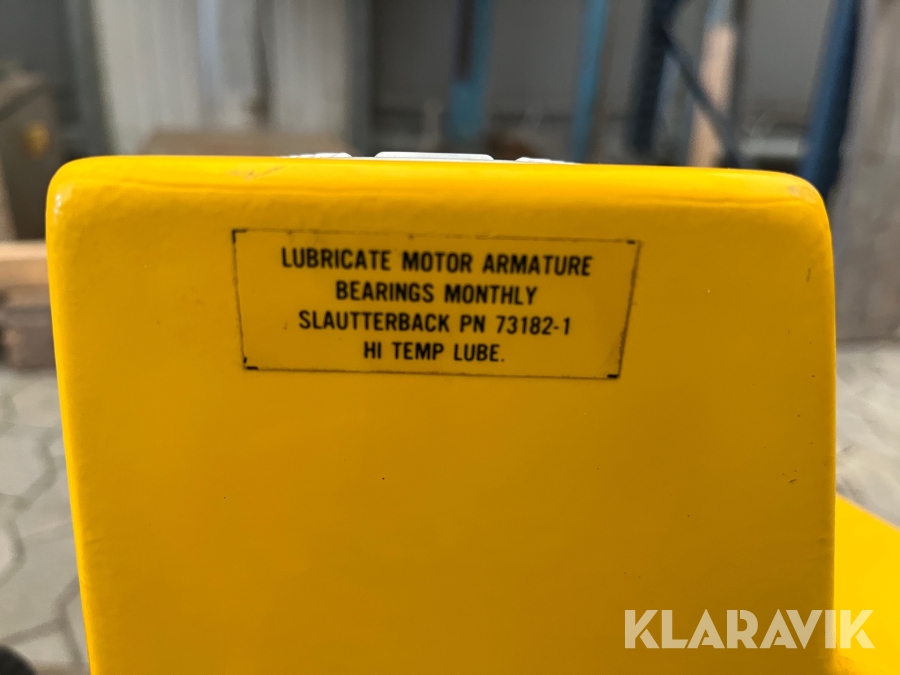 LUBRICATE MOTOR ARMATURE
BEARINGS MONTHLY
SLAUTTERBACK PN 73182-1
HI TEMP LUBE.
KLARAVIK